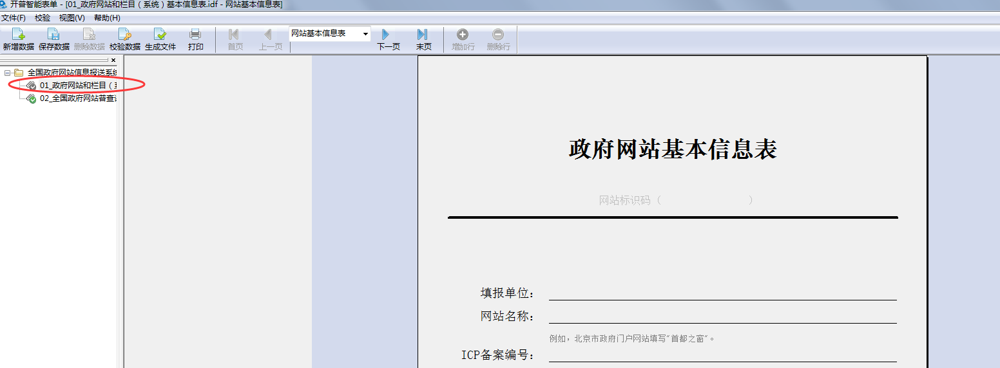 开普智能表单 - [01_政府网站和栏目（系统）基本信息表.idf - 网站基本信息表]
文件(F) 校验 视图(V) 帮助(H)
新增数据 保存数据 删除数据 校验数据 生成文件 打印 首页 上一页 网站基本信息表 下一页 末页 增加行 删除行
全国政府网站信息报送系统
01_政府网站和栏目（系
02_全国政府网站普查
政府网站基本信息表
网站标识码（ ）
填报单位：
网站名称：
例如，北京市政府门户网站填写"首都之窗"。
ICP备案编号：